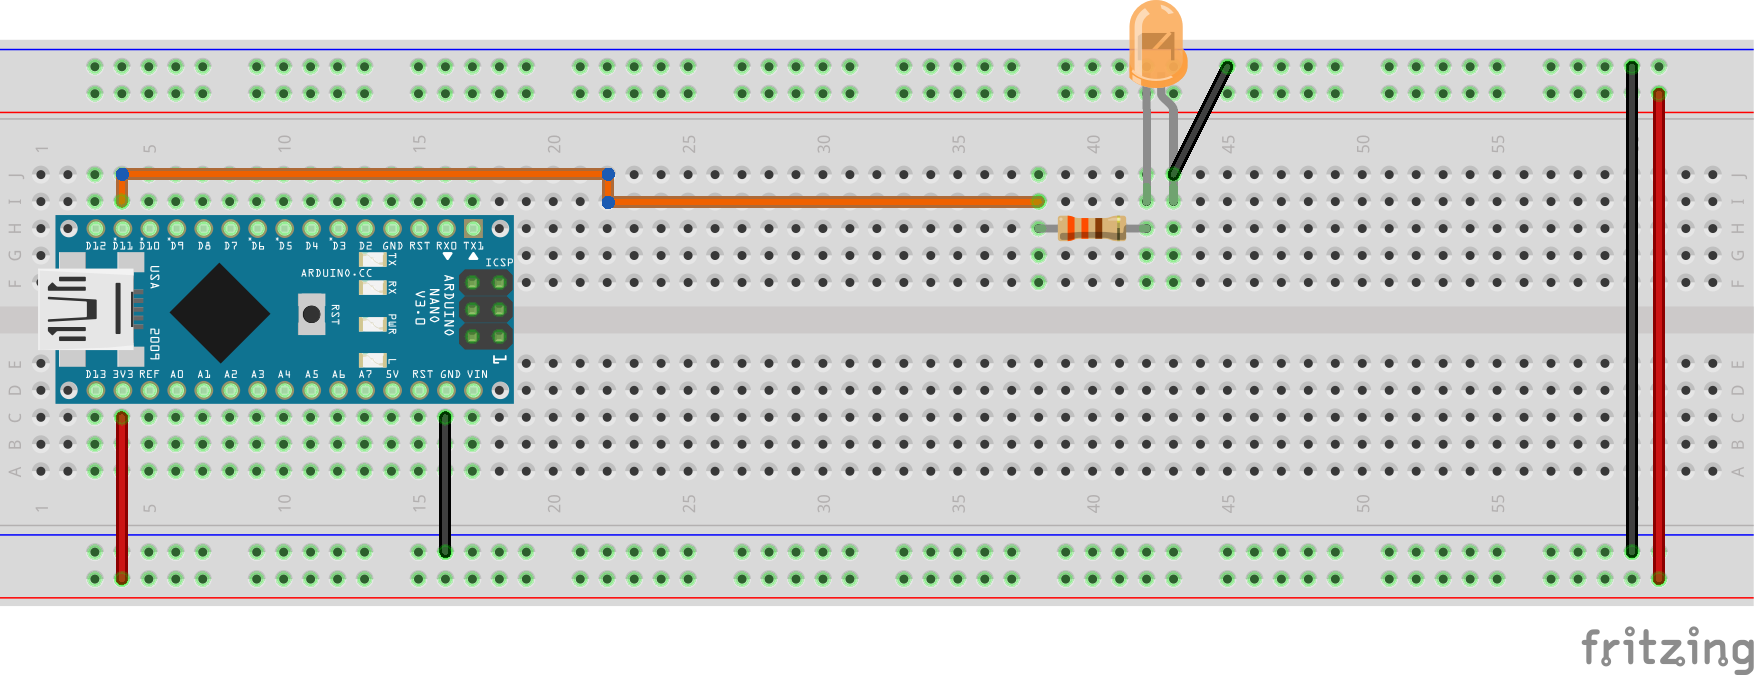 1 5 10 15 20 25 30 35 40 45 50 55
J J
I I
H H
G G
F F
D12 D11 D10 D9 D8 D7 D6 D5 D4 D3 D2 GND RST RX0 TX1
ICSP
USA
ARDUINO.CC
TX
RX
RST
PWR
L
ARDUINO
NANO
V3.0
2009
1
D13 3V3 REF A0 A1 A2 A3 A4 A5 A6 A7 5V RST GND VIN
E E
D D
C C
B B
A A
1 5 10 15 20 25 30 35 40 45 50 55
fritzing